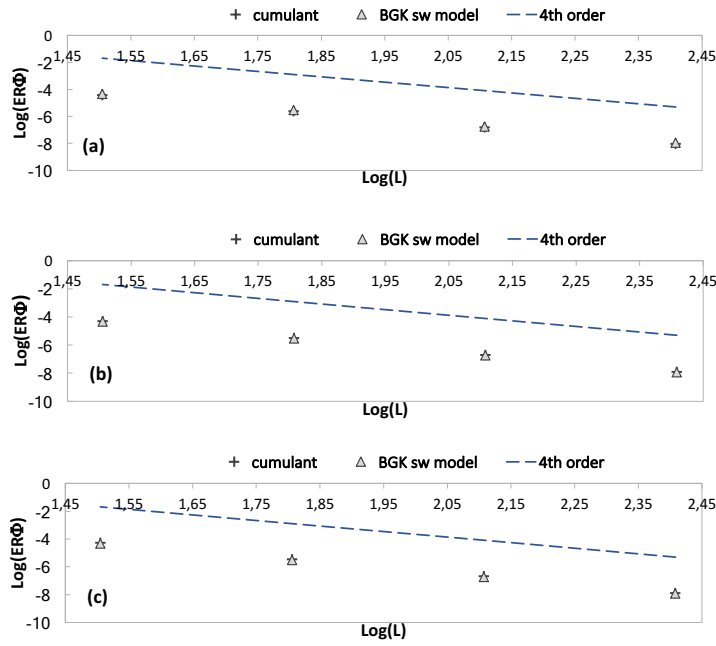 cumulant BGK sw model 4th order
0
1,45 1,55 1,65 1,75 1,85 1,95 2,05 2,15 2,25 2,35 2,45
-2
-4
-6
-8
-10
Log(ERΦ)
(a)
Log(L)
cumulant BGK sw model 4th order
0
1,45 1,55 1,65 1,75 1,85 1,95 2,05 2,15 2,25 2,35 2,45
-2
-4
-6
-8
-10
Log(ERΦ)
(b)
Log(L)
cumulant BGK sw model 4th order
0
1,45 1,55 1,65 1,75 1,85 1,95 2,05 2,15 2,25 2,35 2,45
-2
-4
-6
-8
-10
Log(ERΦ)
(c)
Log(L)